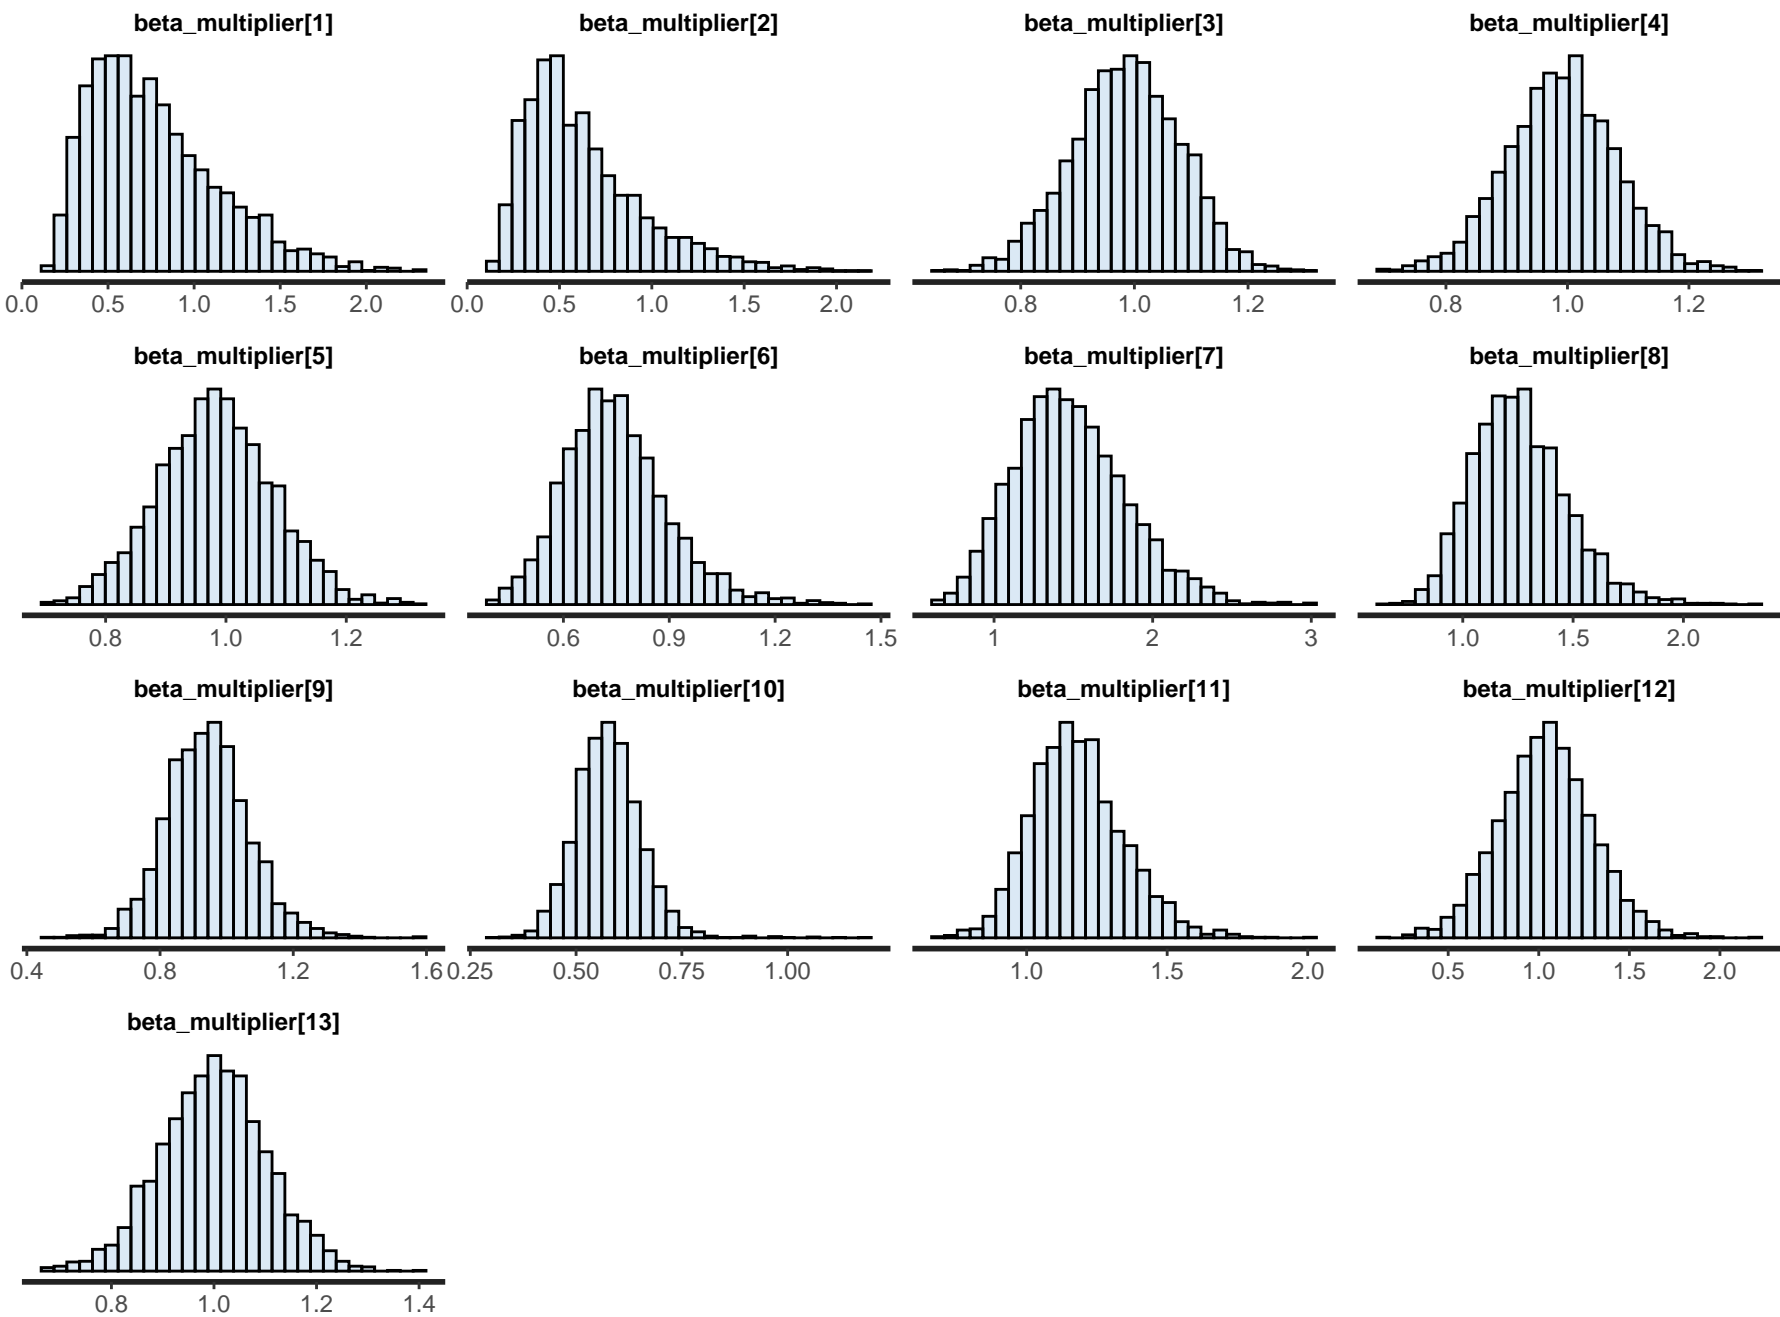 beta_multiplier[1] beta_multiplier[2] beta_multiplier[3] beta_multiplier[4]
0.0 0.5 1.0 1.5 2.0 0.0 0.5 1.0 1.5 2.0 0.8 1.0 1.2 0.8 1.0 1.2
beta_multiplier[5] beta_multiplier[6] beta_multiplier[7] beta_multiplier[8]
0.8 1.0 1.2 0.6 0.9 1.2 1.5 1 2 3 1.0 1.5 2.0
beta_multiplier[9] beta_multiplier[10] beta_multiplier[11] beta_multiplier[12]
0.4 0.8 1.2 1.6 0.25 0.50 0.75 1.00 1.0 1.5 2.0 0.5 1.0 1.5 2.0
beta_multiplier[13]
0.8 1.0 1.2 1.4